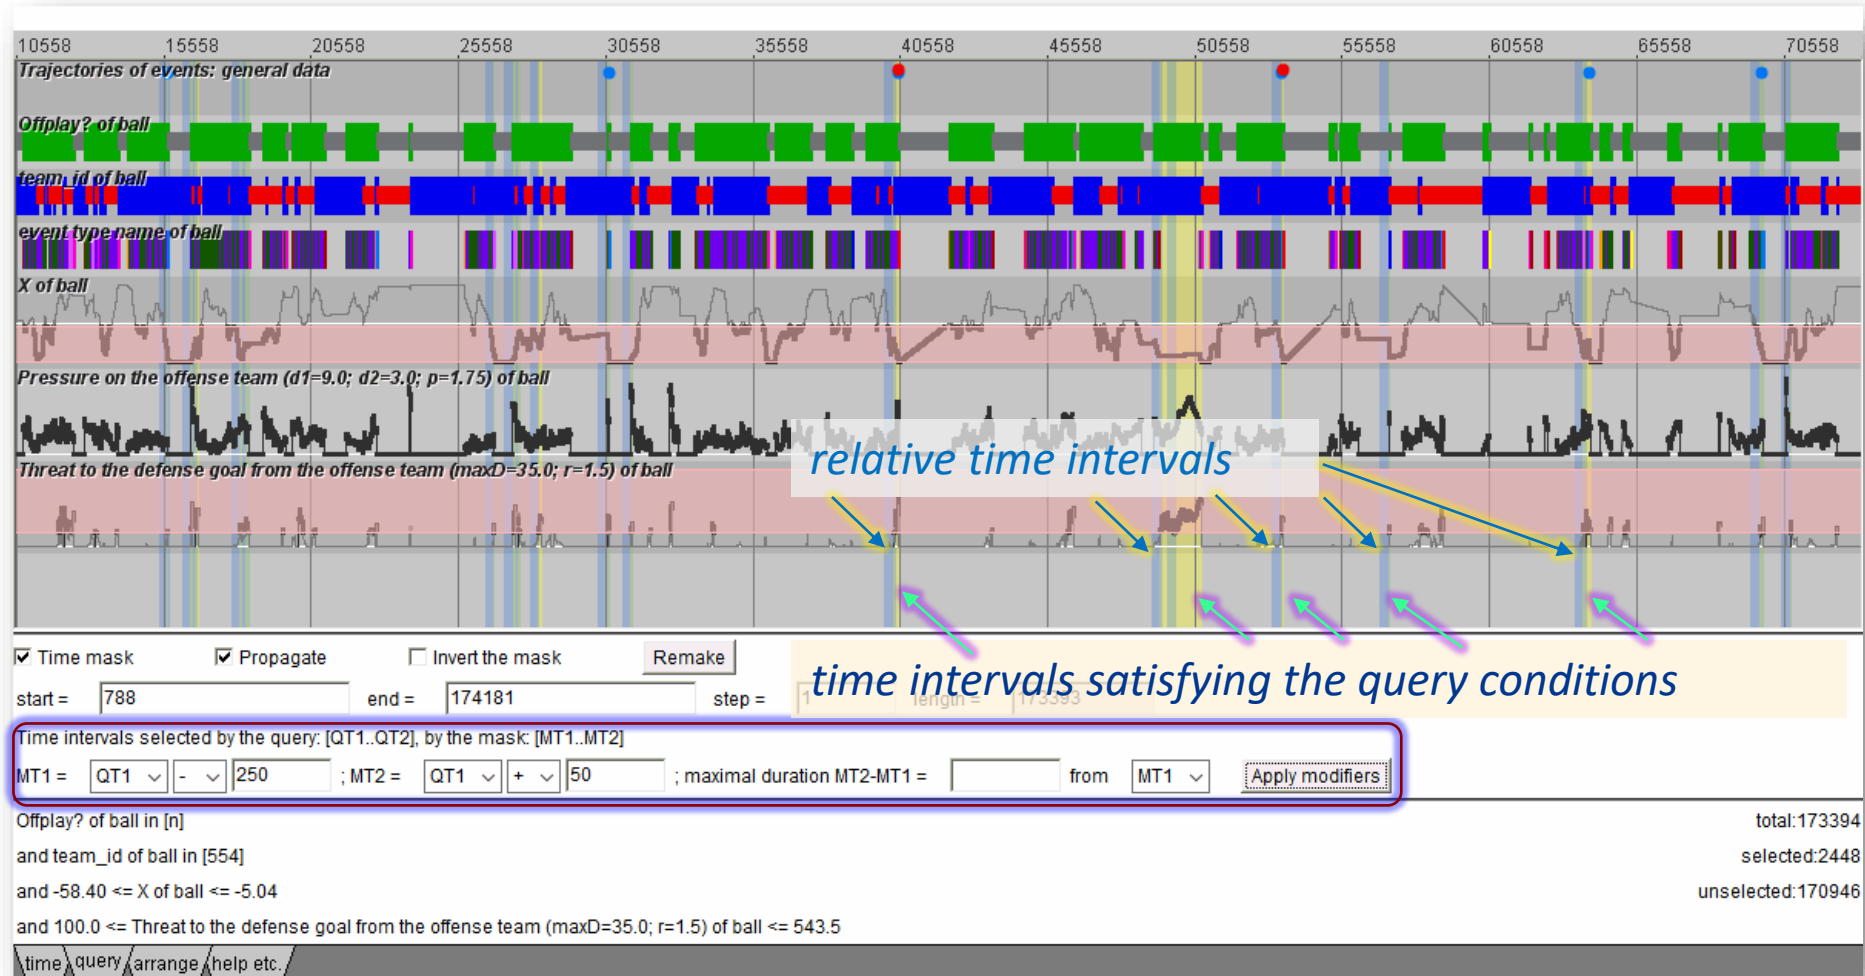 10558 15558 20558 25558 30558 35558 40558 45558 50558 55558 60558 65558 70558
Trajectories of events: general data
Offplay? of ball
team_id of ball
event type name of ball
X of ball
Pressure on the offense team (d1=9.0; d2=3.0; p=1.75) of ball
relative time intervals
Threat to the defense goal from the offense team (maxD=35.0; r=1.5) of ball
Time mask Propagate Invert the mask Remake
time intervals satisfying the query conditions
start = 788 end = 174181 step = 1 length = 173393
Time intervals selected by the query: [QT1..QT2], by the mask: [MT1..MT2]
MT1 = QT1 - 250 ; MT2 = QT1 + 50 ; maximal duration MT2-MT1 = from MT1 Apply modifiers
Offplay? of ball in [n] total:173394
and team_id of ball in [554] selected:2448
and -58.40 <= X of ball <= -5.04 unselected:170946
and 100.0 <= Threat to the defense goal from the offense team (maxD=35.0; r=1.5) of ball <= 543.5
time query arrange help etc.